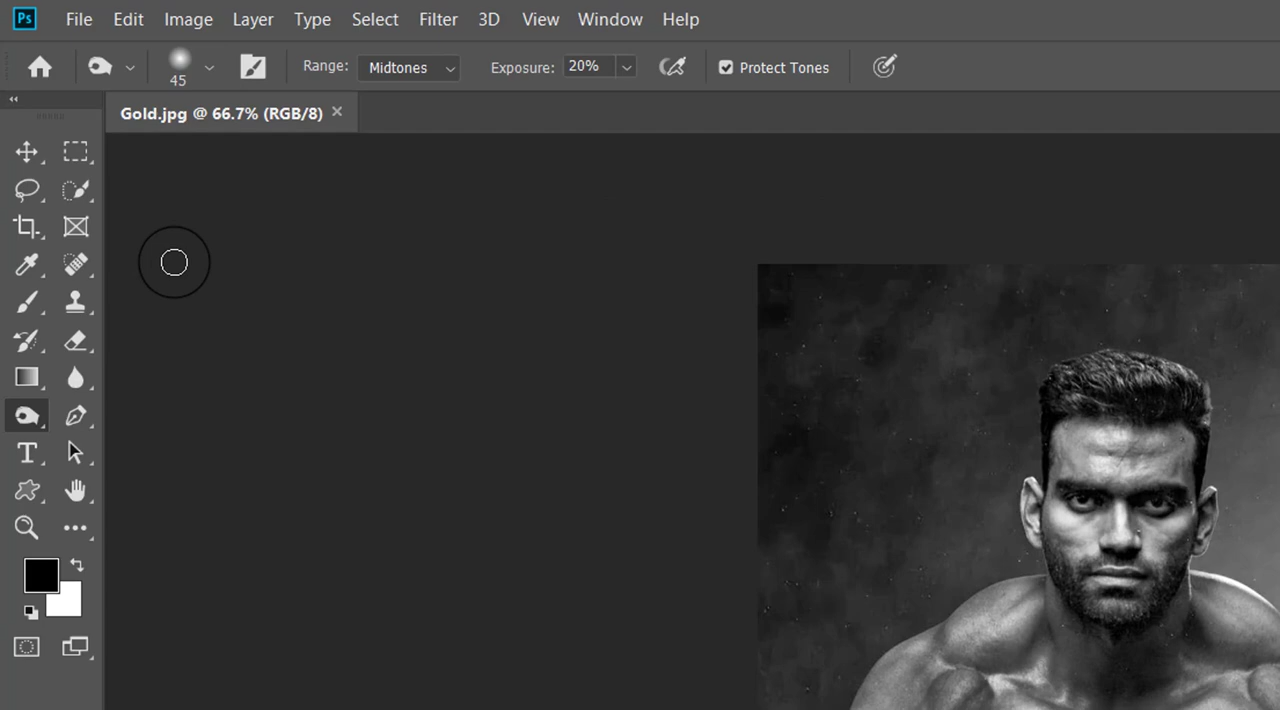 Ps File Edit Image Layer Type Select Filter 3D View Window Help
45 Range: Midtones Exposure: 20% Protect Tones
Gold.jpg @ 66.7% (RGB/8) ×
T